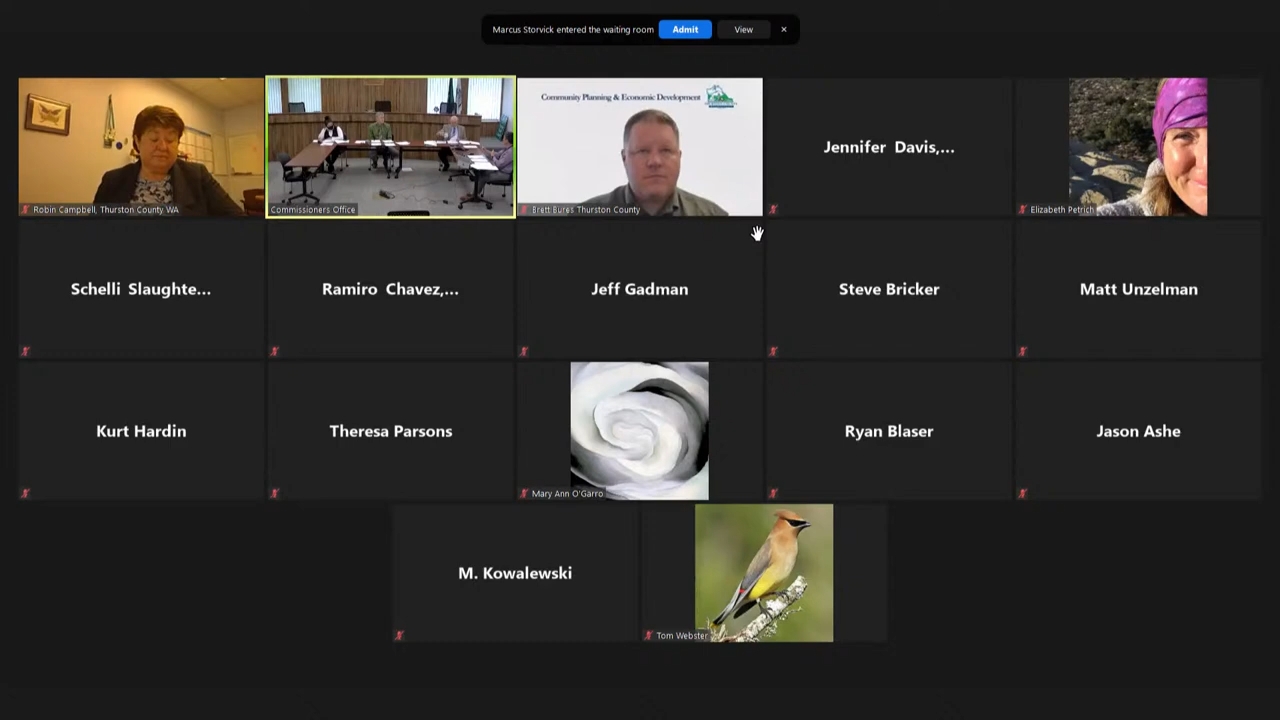 Marcus Storvick entered the waiting room Admit View ×
Community Planning & Economic Development
Jennifer Davis,...
Robin Campbell, Thurston County WA
Commissioners Office
Brett Bures Thurston County
Elizabeth Petrich
Schelli Slaughte...
Ramiro Chavez,...
Jeff Gadman
Steve Bricker
Matt Unzelman
Kurt Hardin
Theresa Parsons
Ryan Blaser
Jason Ashe
Mary Ann O'Garro
M. Kowalewski
Tom Webster